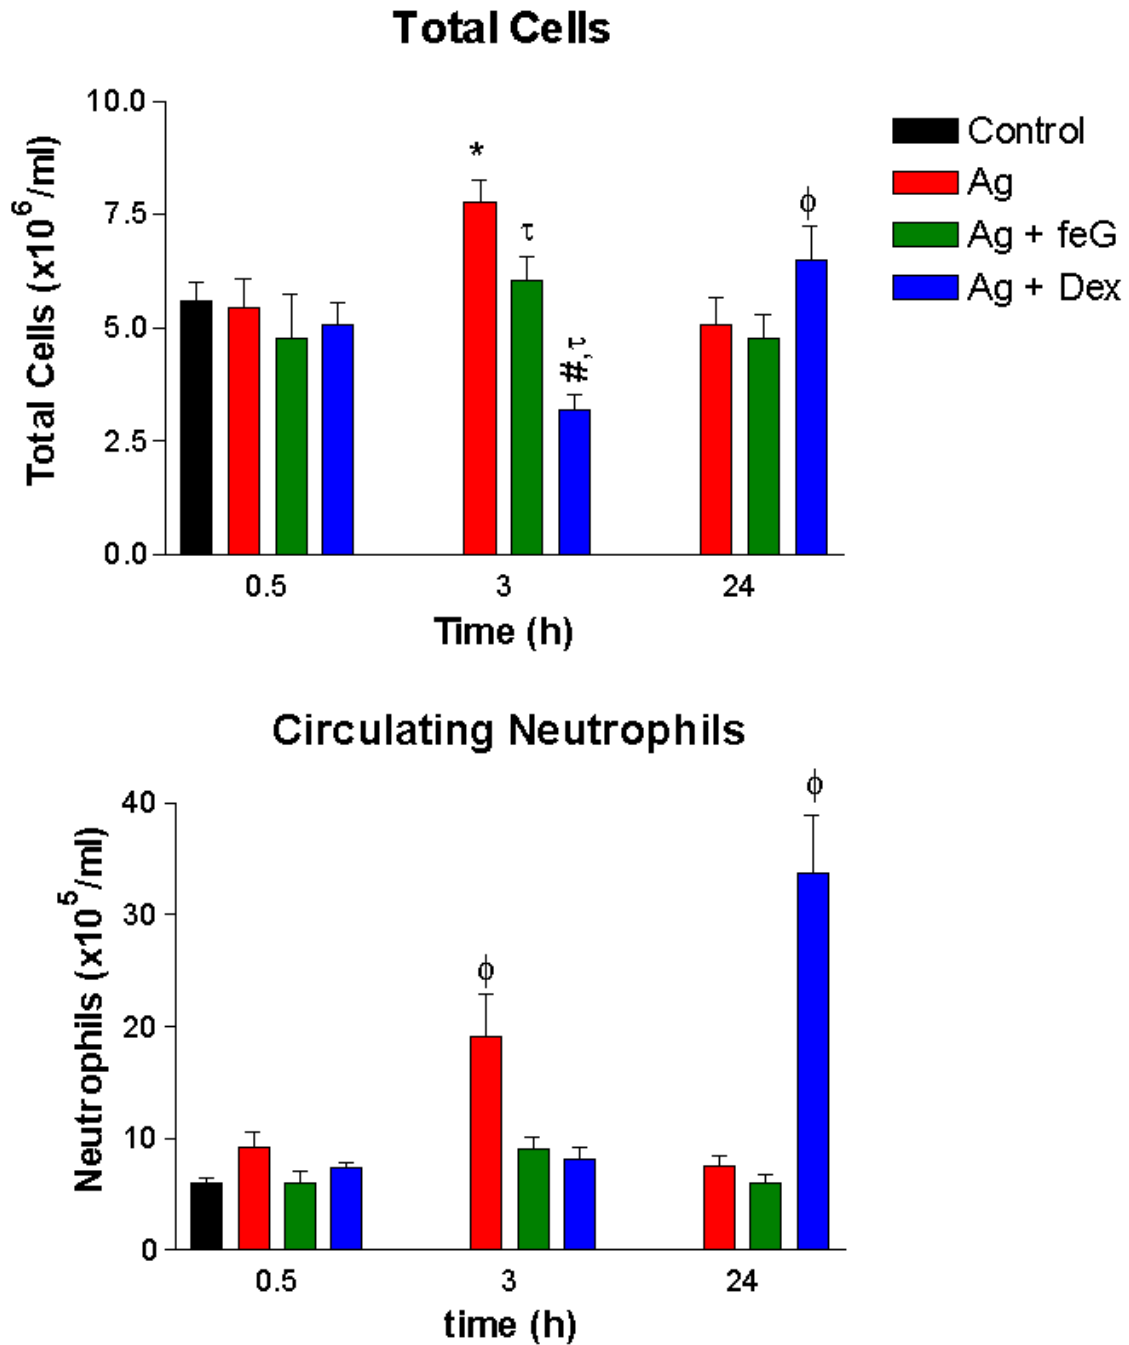 Total Cells
Total Cells (x10⁶/ml)
10.0
7.5
5.0
2.5
0.0
*
τ
#,τ
ϕ
0.5
3
24
Time (h)
Control
Ag
Ag + feG
Ag + Dex
Circulating Neutrophils
Neutrophils (x10⁵/ml)
40
30
20
10
0
ϕ
ϕ
0.5
3
24
time (h)